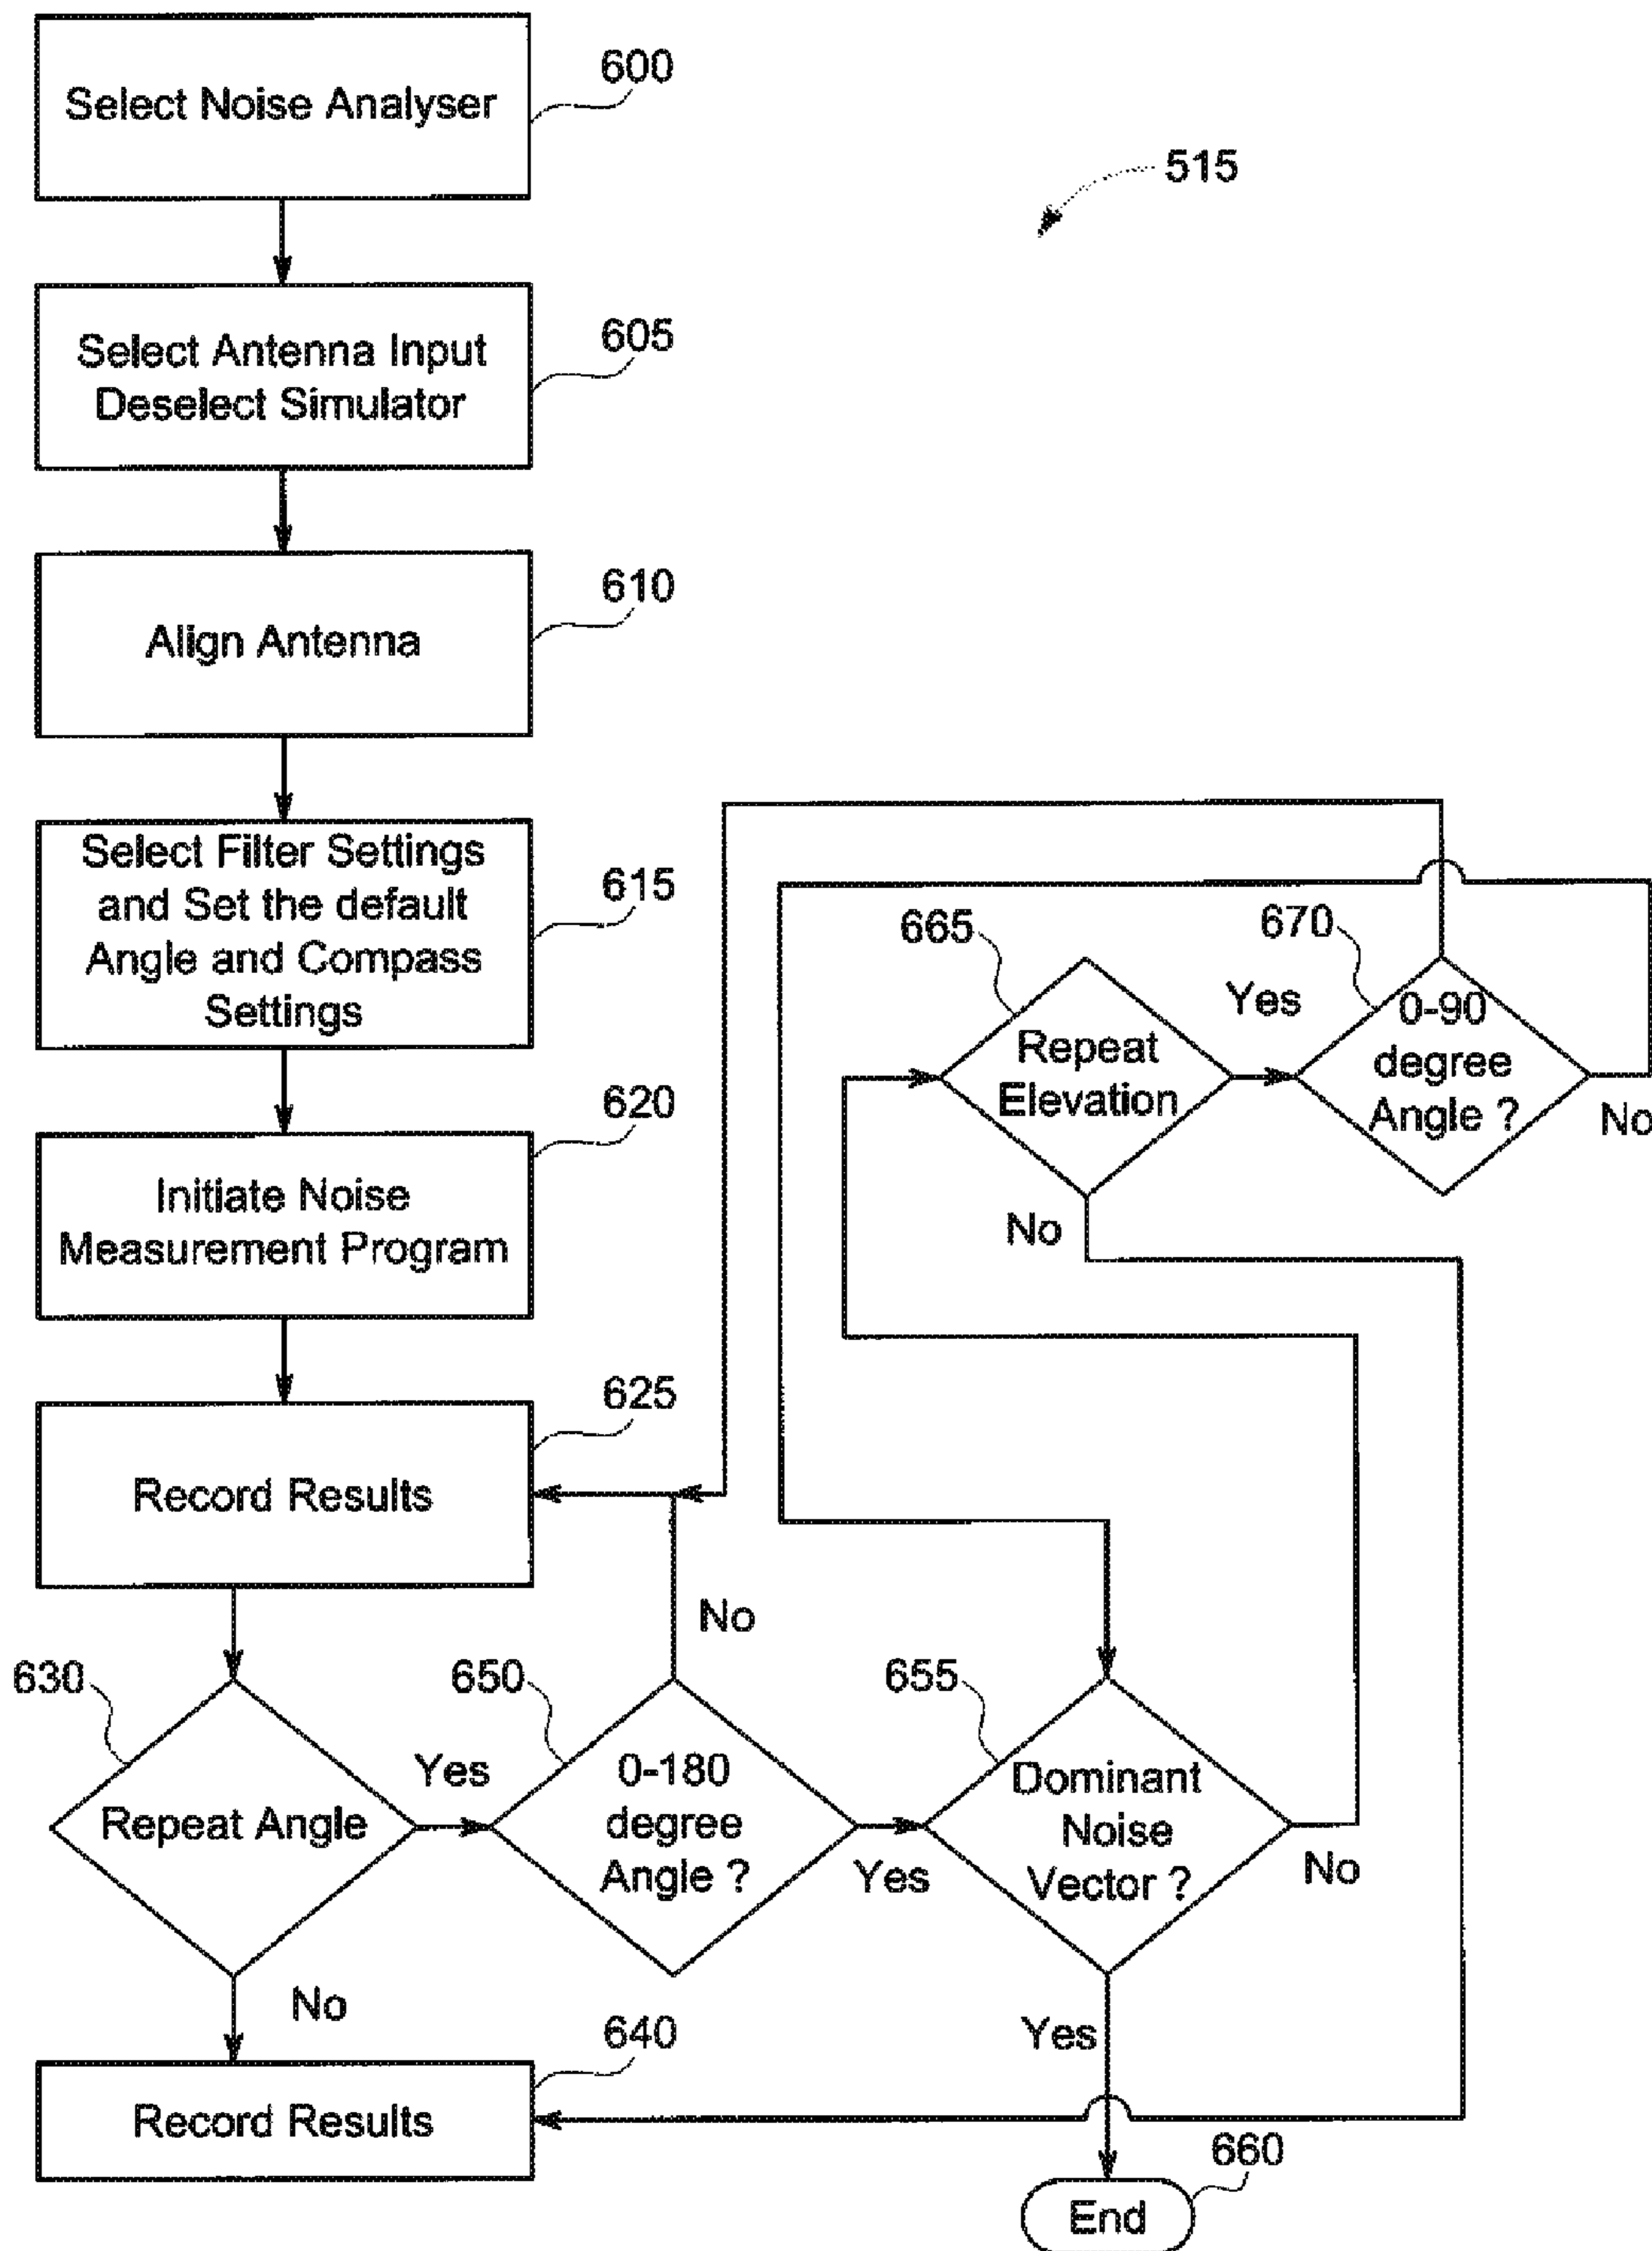 Select Noise Analyser
600
515
Select Antenna Input
Deselect Simulator
605
Align Antenna
610
Select Filter Settings
and Set the default
Angle and Compass
Settings
615
Initiate Noise
Measurement Program
620
Record Results
625
Repeat Angle
630
Yes
No
0-180
degree
Angle ?
650
No
Yes
Dominant
Noise
Vector ?
655
No
Yes
Repeat
Elevation
665
Yes
No
0-90
degree
Angle ?
670
No
Record Results
640
End
660